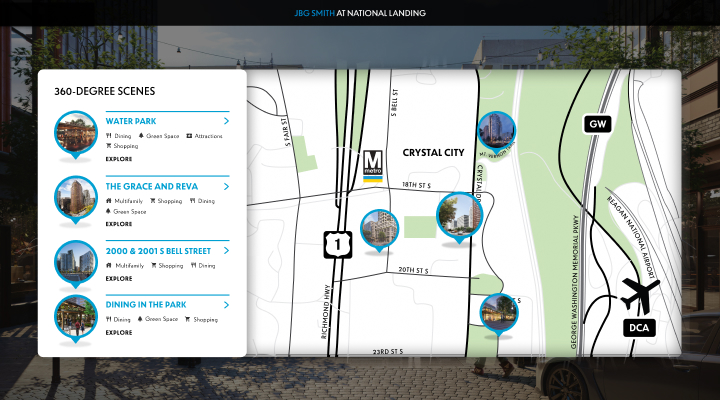 JBG SMITH AT NATIONAL LANDING
360-DEGREE SCENES
WATER PARK
Dining Green Space Attractions
Shopping
EXPLORE
THE GRACE AND REVA
Multifamily Shopping Dining
Green Space
EXPLORE
2000 & 2001 S BELL STREET
Multifamily Shopping Dining
EXPLORE
DINING IN THE PARK
Dining Green Space Shopping
EXPLORE
S FAIR ST
S BELL ST
M
metro
CRYSTAL CITY
18TH ST S
1
20TH ST S
RICHMOND HWY
23RD ST S
GW
GEORGE WASHINGTON MEMORIAL PKWY
REAGAN NATIONAL AIRPORT
DCA